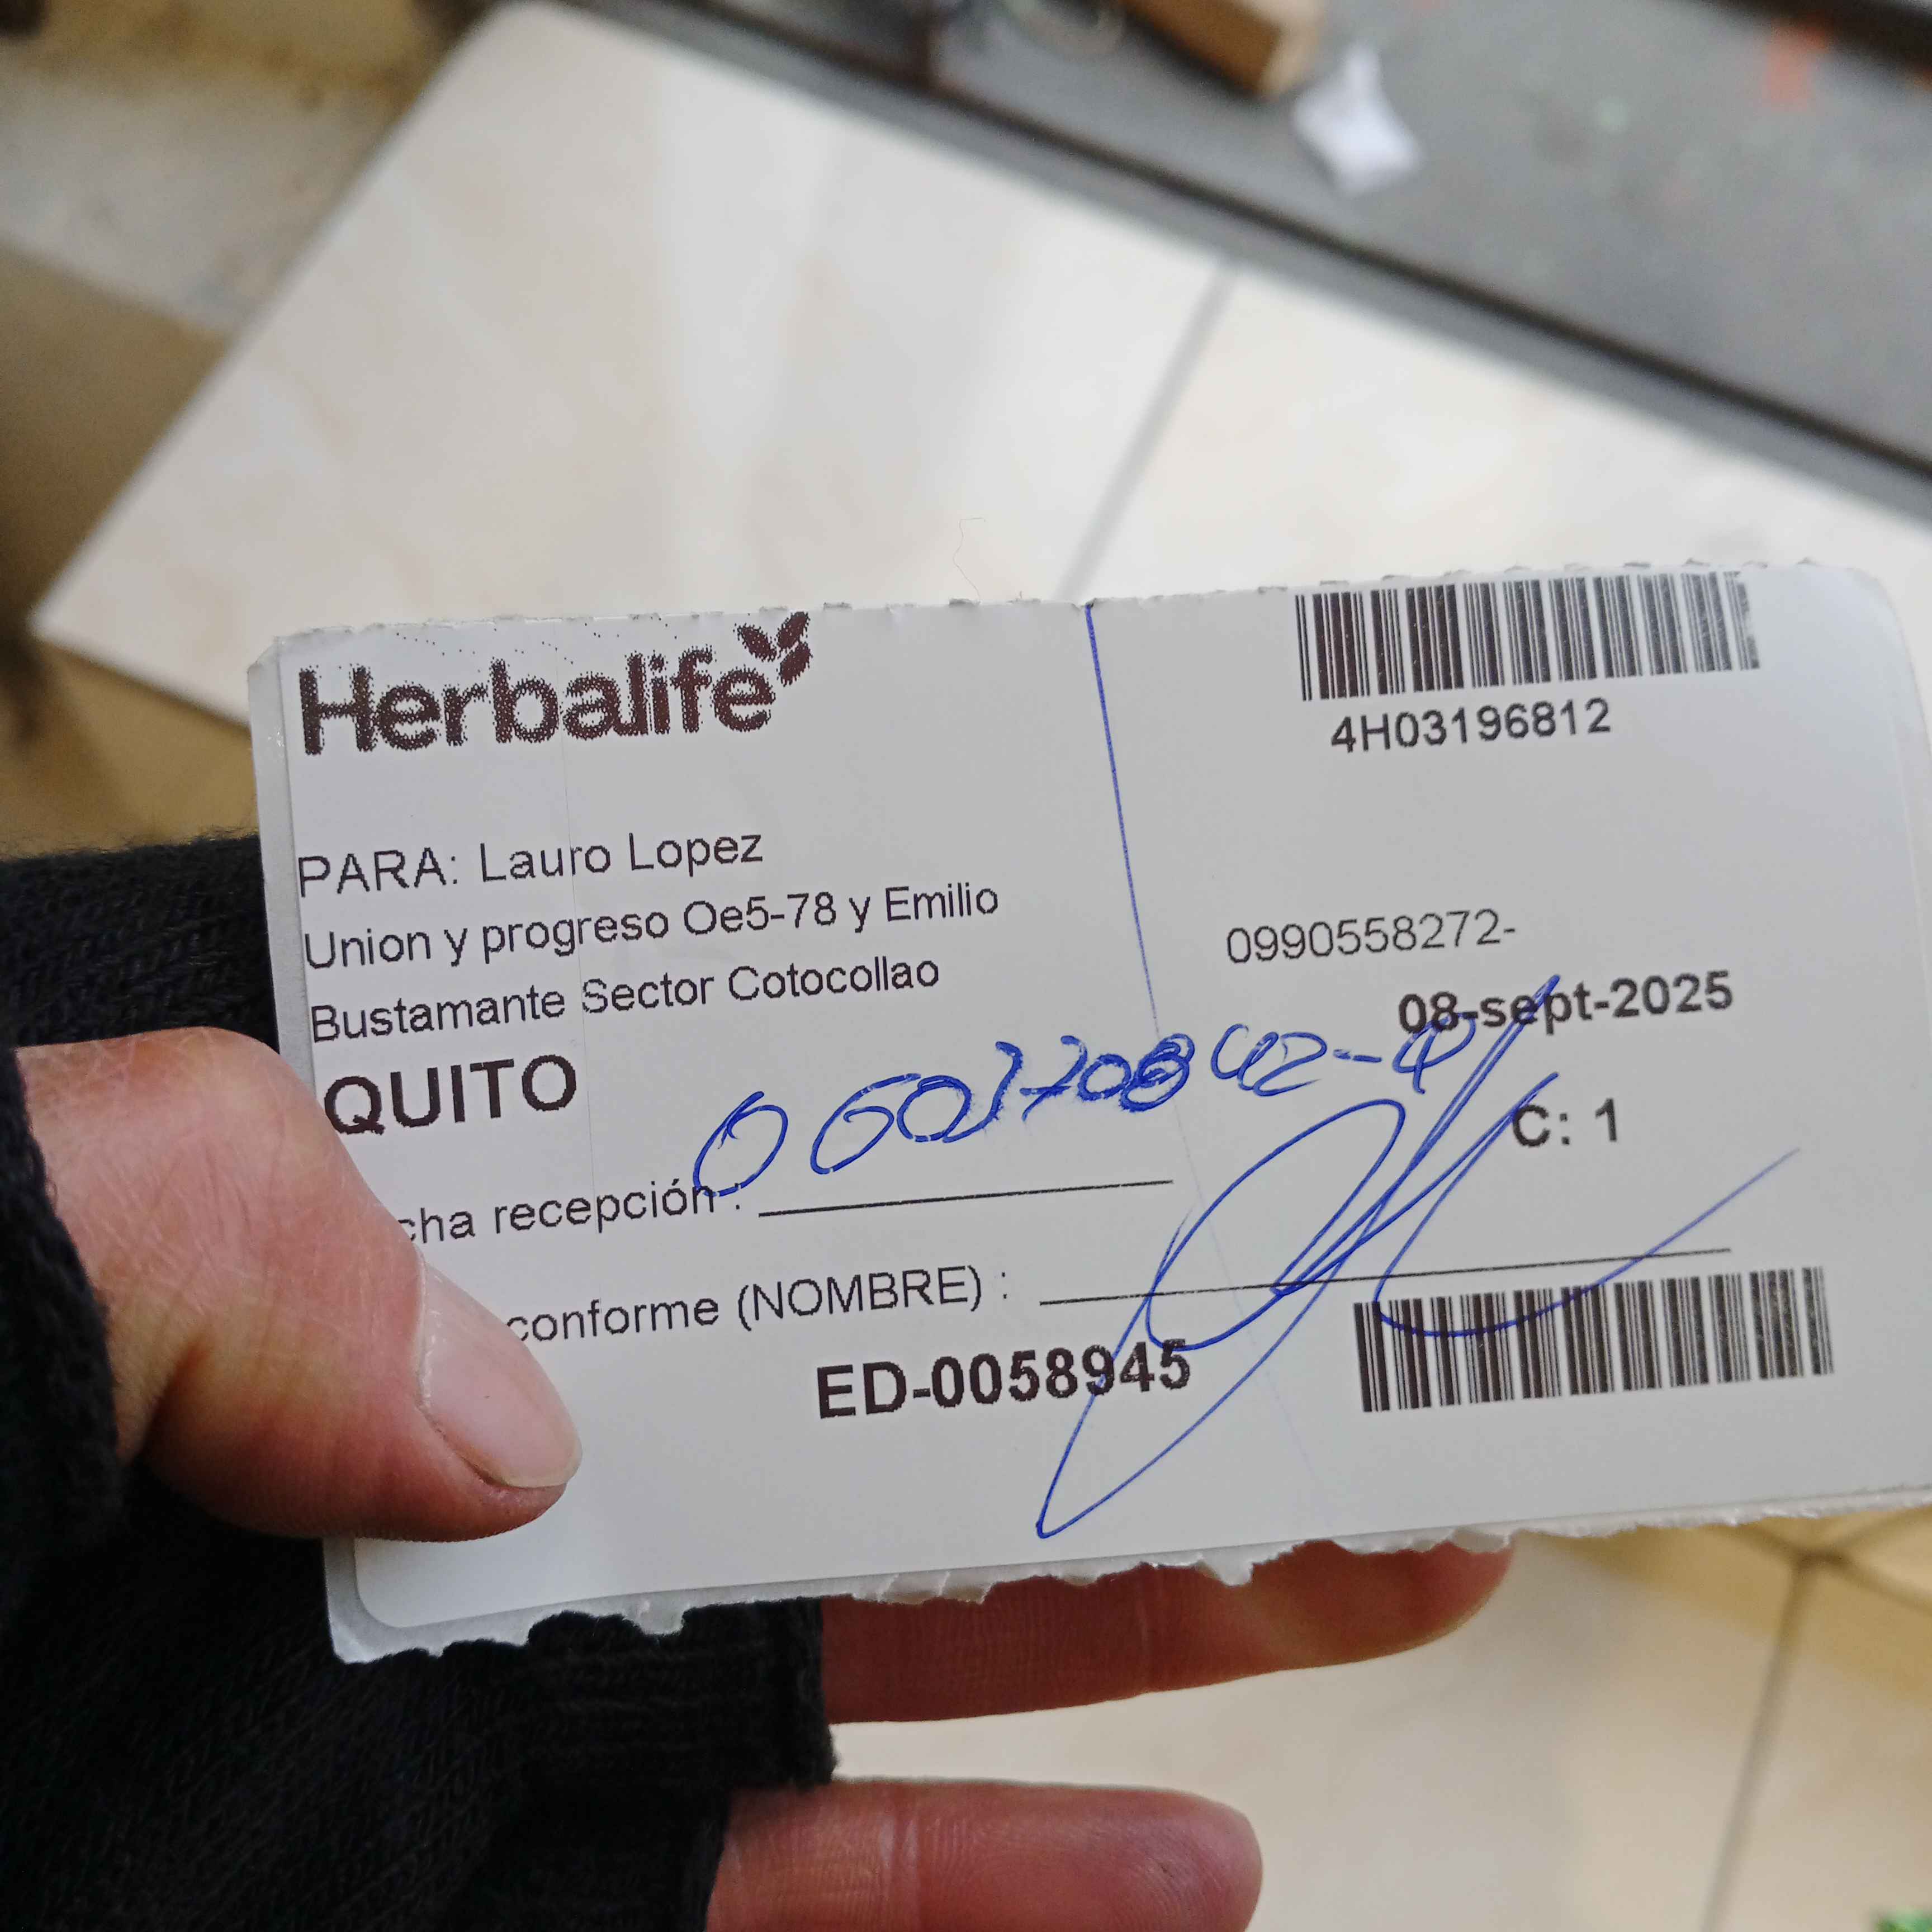 Herbalife
4H03196812
PARA: Lauro Lopez
Union y progreso Oe5-78 y Emilio
Bustamante Sector Cotocollao
QUITO
0990558272-
08-sept-2025
C: 1
cha recepción :
conforme (NOMBRE) :
ED-0058945